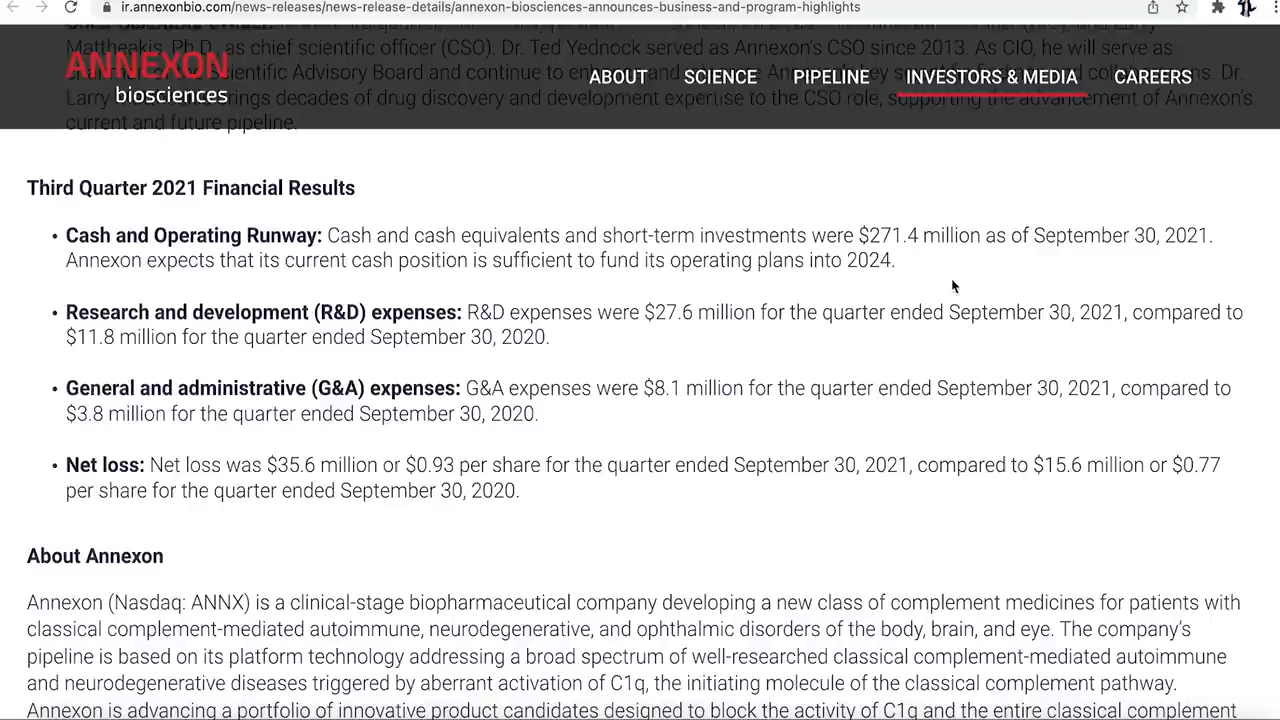 ir.annexonbio.com/news-releases/news-release-details/annexon-biosciences-announces-business-and-program-highlights
Mattheakis, Ph.D., as chief scientific officer (CSO). Dr. Ted Yednock served as Annexon's CSO since 2013. As CIO, he will serve as
Scientific Advisory Board and continue to
Dr.
Larry
brings decades of drug discovery and development expertise to the CSO role, supporting the advancement of Annexon's
current and future pipeline.
ANNEXON
biosciences
ABOUT SCIENCE PIPELINE INVESTORS & MEDIA CAREERS
Third Quarter 2021 Financial Results
• Cash and Operating Runway: Cash and cash equivalents and short-term investments were $271.4 million as of September 30, 2021.
Annexon expects that its current cash position is sufficient to fund its operating plans into 2024.
• Research and development (R&D) expenses: R&D expenses were $27.6 million for the quarter ended September 30, 2021, compared to
$11.8 million for the quarter ended September 30, 2020.
• General and administrative (G&A) expenses: G&A expenses were $8.1 million for the quarter ended September 30, 2021, compared to
$3.8 million for the quarter ended September 30, 2020.
• Net loss: Net loss was $35.6 million or $0.93 per share for the quarter ended September 30, 2021, compared to $15.6 million or $0.77
per share for the quarter ended September 30, 2020.
About Annexon
Annexon (Nasdaq: ANNX) is a clinical-stage biopharmaceutical company developing a new class of complement medicines for patients with
classical complement-mediated autoimmune, neurodegenerative, and ophthalmic disorders of the body, brain, and eye. The company's
pipeline is based on its platform technology addressing a broad spectrum of well-researched classical complement-mediated autoimmune
and neurodegenerative diseases triggered by aberrant activation of C1q, the initiating molecule of the classical complement pathway.
Annexon is advancing a portfolio of innovative product candidates designed to block the activity of C1q and the entire classical complement